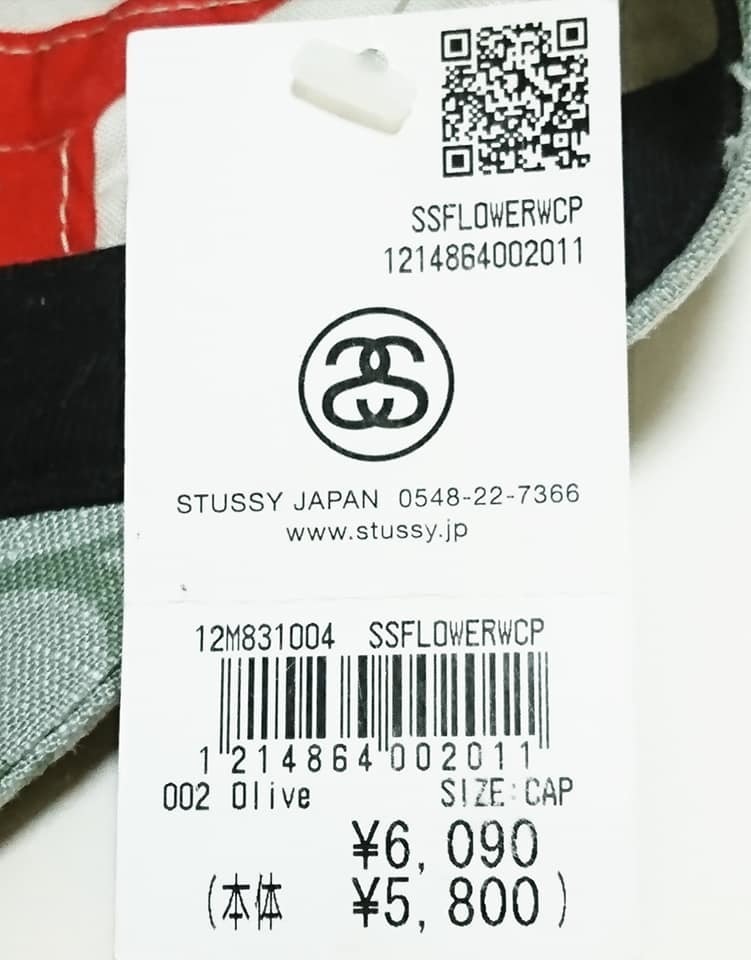 SSFLOWERWCP
1214864002011
STUSSY JAPAN 0548-22-7366
www.stussy.jp
12M831004 SSFLOWERWCP
1 214864 002011
002 Olive SIZE:CAP
¥6,090
(本体 ¥5,800)